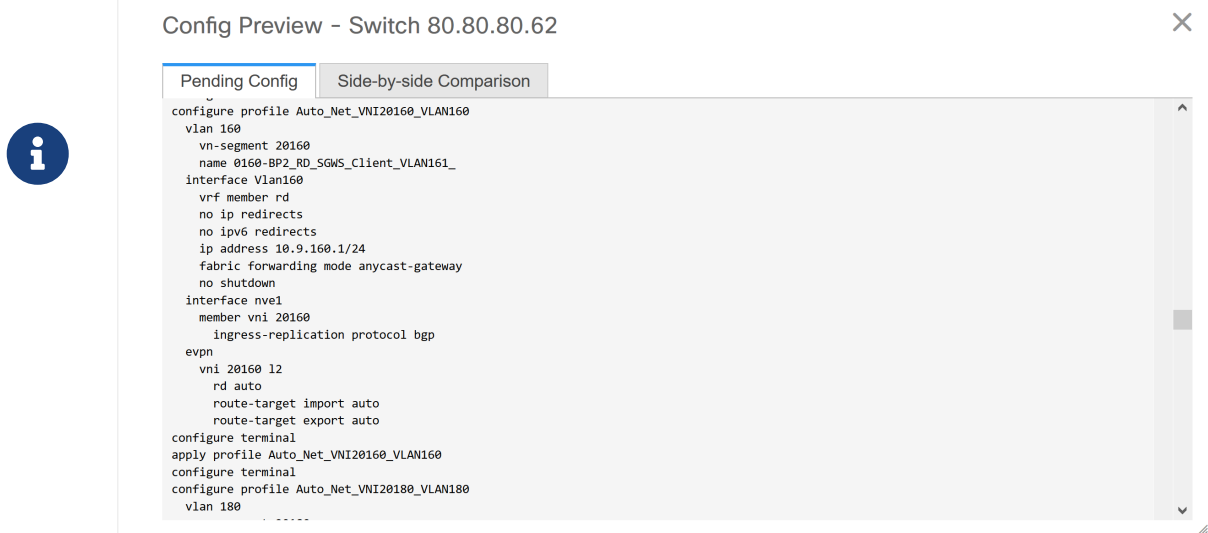 Config Preview - Switch 80.80.80.62
Pending Config
Side-by-side Comparison
configure profile Auto_Net_VNI20160_VLAN160
vlan 160
vn-segment 20160
name 0160-BP2_RD_SGWS_Client_VLAN161_
interface Vlan160
vrf member rd
no ip redirects
no ipv6 redirects
ip address 10.9.160.1/24
fabric forwarding mode anycast-gateway
no shutdown
interface nve1
member vni 20160
ingress-replication protocol bgp
evpn
vni 20160 l2
rd auto
route-target import auto
route-target export auto
configure terminal
apply profile Auto_Net_VNI20160_VLAN160
configure terminal
configure profile Auto_Net_VNI20180_VLAN180
vlan 180